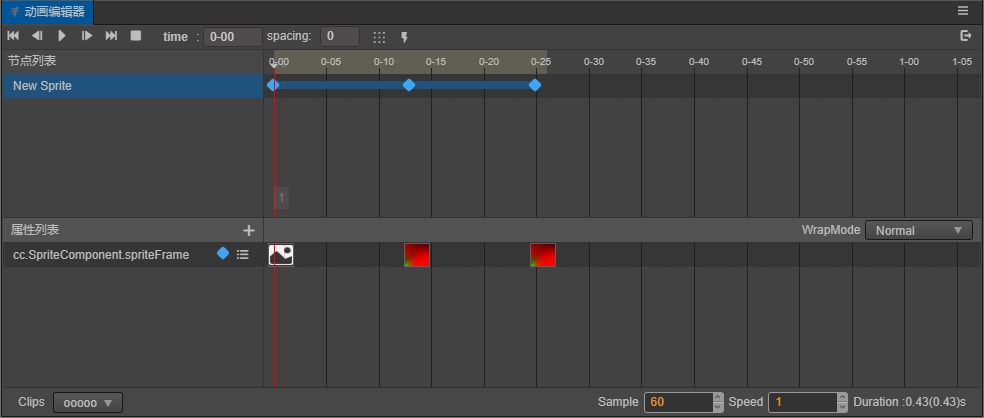 动画编辑器
time : 0-00 spacing: 0
节点列表 0-00 0-05 0-10 0-15 0-20 0-25 0-30 0-35 0-40 0-45 0-50 0-55 1-00 1-05
New Sprite
1
属性列表 WrapMode Normal
cc.SpriteComponent.spriteFrame
Clips ooooo Sample 60 Speed 1 Duration :0.43(0.43)s